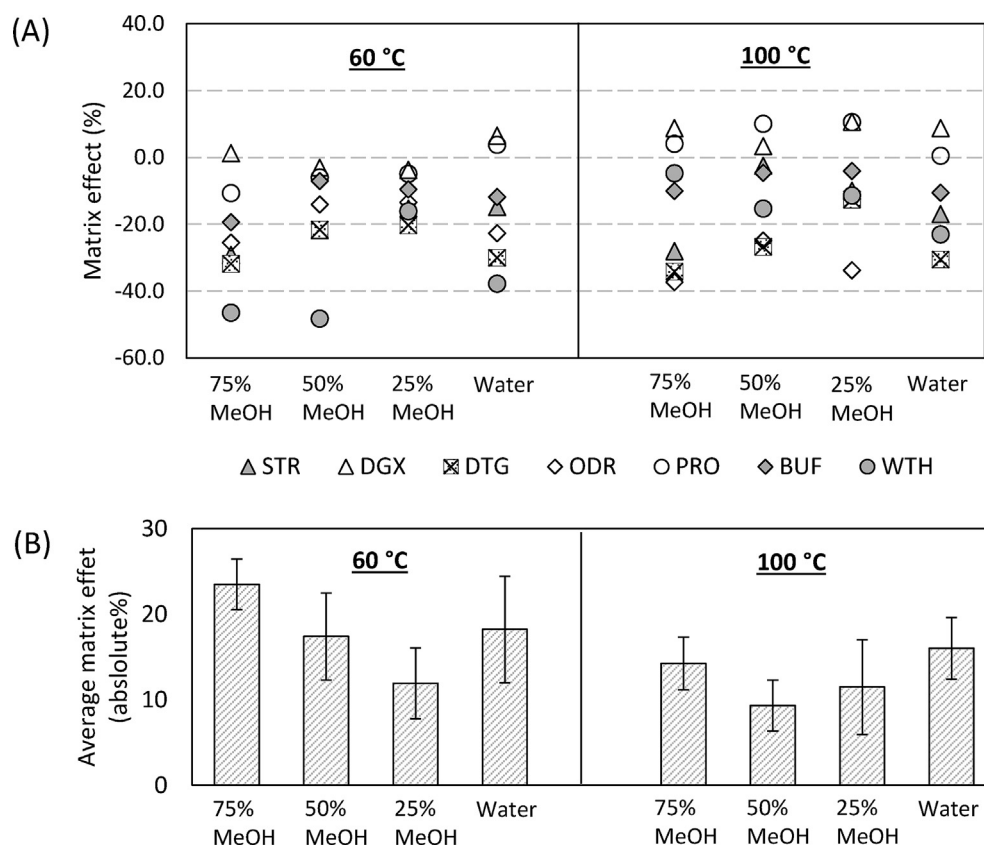 (A)
Matrix effect (%)
40.0
20.0
0.0
-20.0
-40.0
-60.0
60 °C
100 °C
75% MeOH
50% MeOH
25% MeOH
Water
75% MeOH
50% MeOH
25% MeOH
Water
STR DGX DTG ODR PRO BUF WTH
(B)
Average matrix effet
(abslolute%)
30
20
10
0
60 °C
100 °C
75% MeOH
50% MeOH
25% MeOH
Water
75% MeOH
50% MeOH
25% MeOH
Water